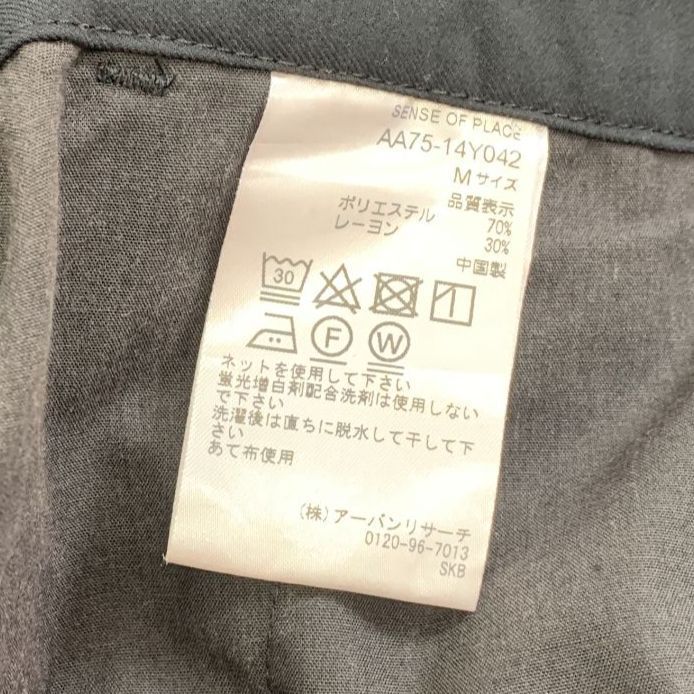 SENSE OF PLACE
AA75-14Y042
Mサイズ
品質表示
ポリエステル 70%
レーヨン 30%
中国製
30
F W
ネットを使用して下さい
蛍光増白剤配合洗剤は使用しない
で下さい
洗濯後は直ちに脱水して干して下
さい
あて布使用
(株)アーバンリサーチ
0120-96-7013
SKB